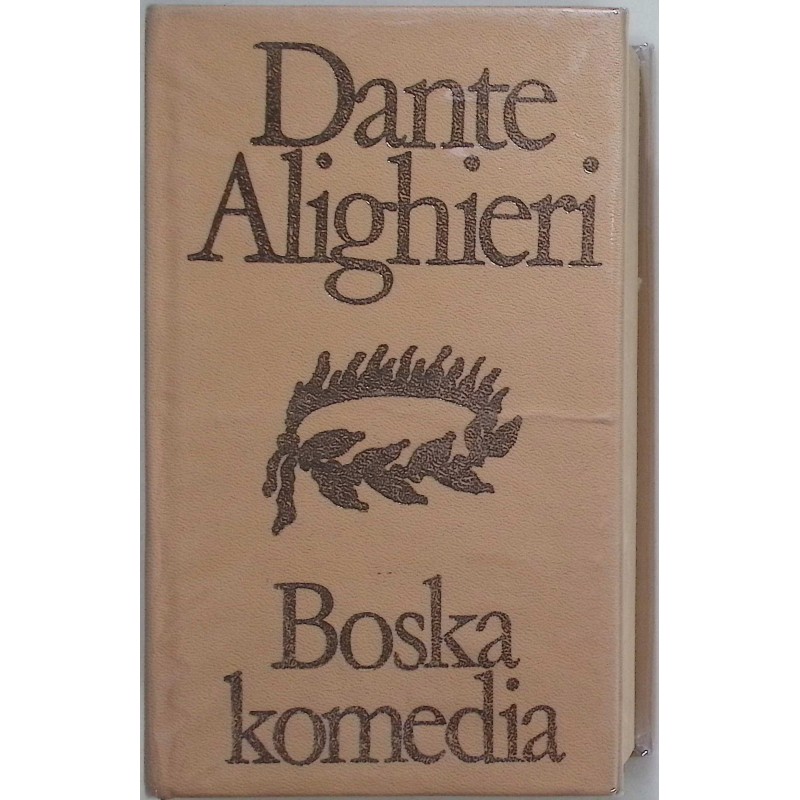 Dante
Alighieri
Boska
komedia